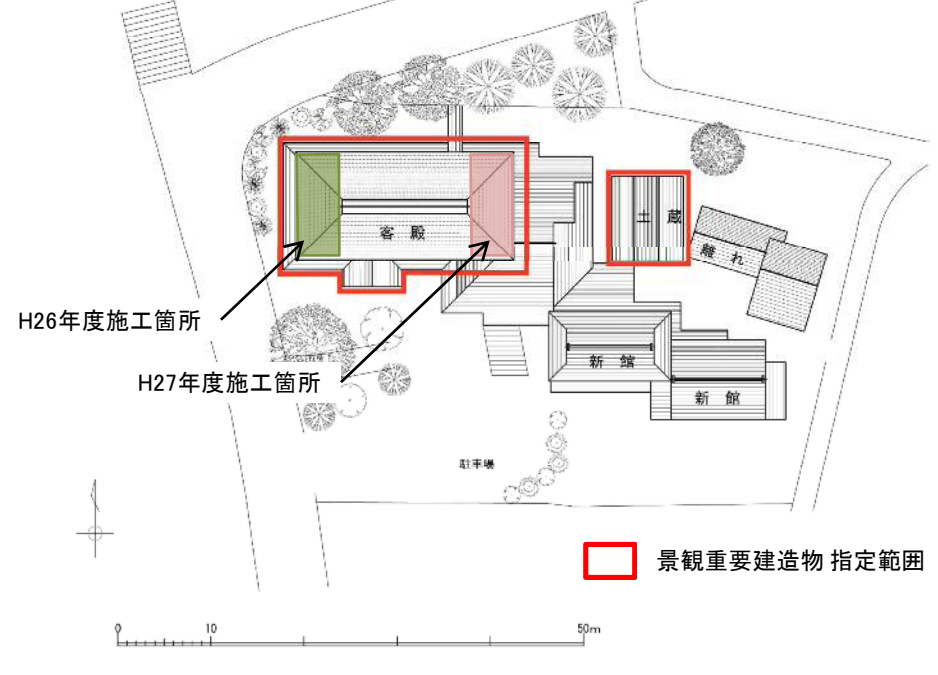 土 蔵
客 殿
離 れ
H26年度施工箇所
新 館
H27年度施工箇所
新 館
駐車場
景観重要建造物 指定範囲
0 10 50m